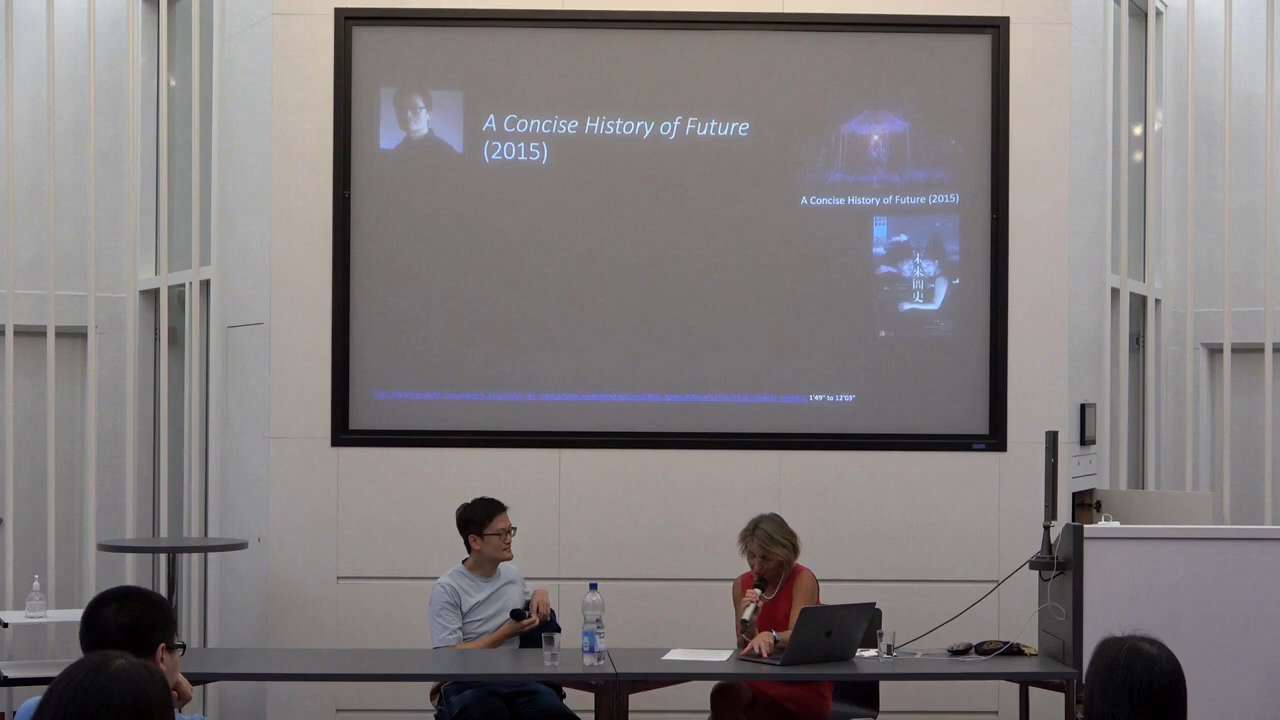 A Concise History of Future
(2015)
A Concise History of Future (2015)
未來簡史
1'49" to 12'03"